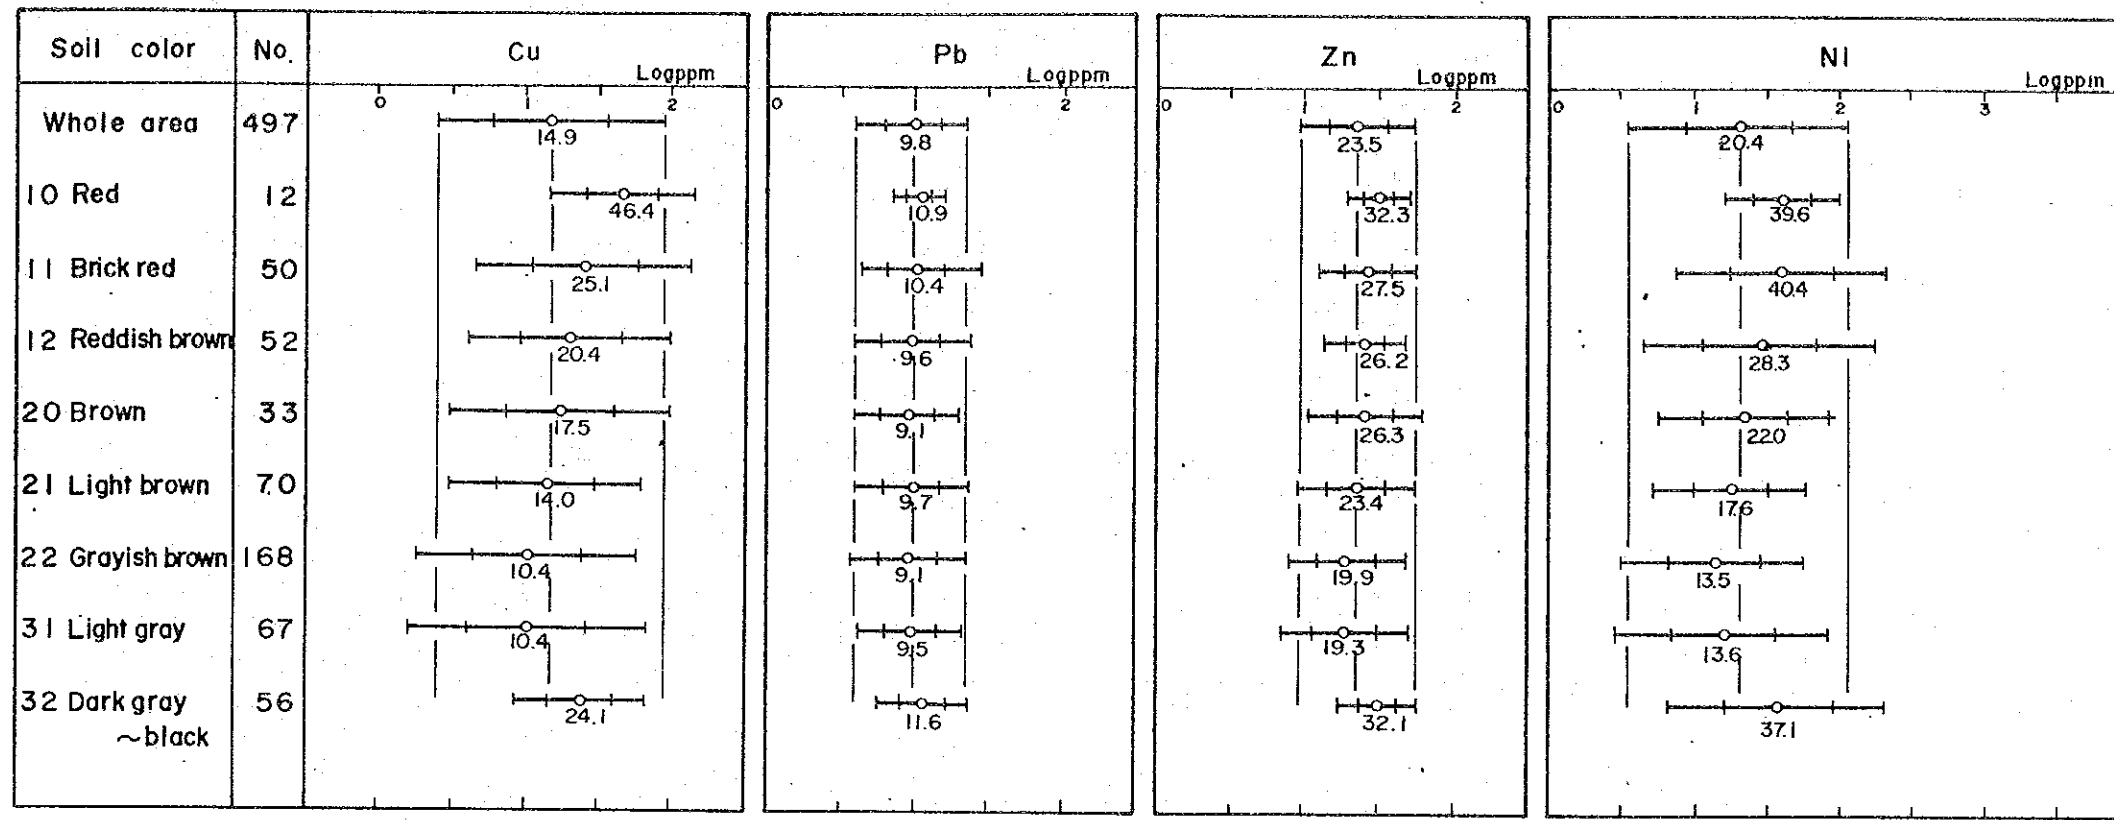 Soil color No. Cu Logppm Pb Logppm Zn Logppm NI Logppm
0 1 2 0 1 2 0 1 2 0 1 2 3
Whole area 497 14.9 9.8 23.5 20.4
10 Red 12 46.4 10.9 32.3 39.6
11 Brick red 50 25.1 10.4 27.5 40.4
12 Reddish brown 52 20.4 9.6 26.2 28.3
20 Brown 33 17.5 9.1 26.3 22.0
21 Light brown 70 14.0 9.7 23.4 17.6
22 Grayish brown 168 10.4 9.1 19.9 13.5
31 Light gray 67 10.4 9.5 19.3 13.6
32 Dark gray 56 24.1 11.6 32.1 37.1
~black